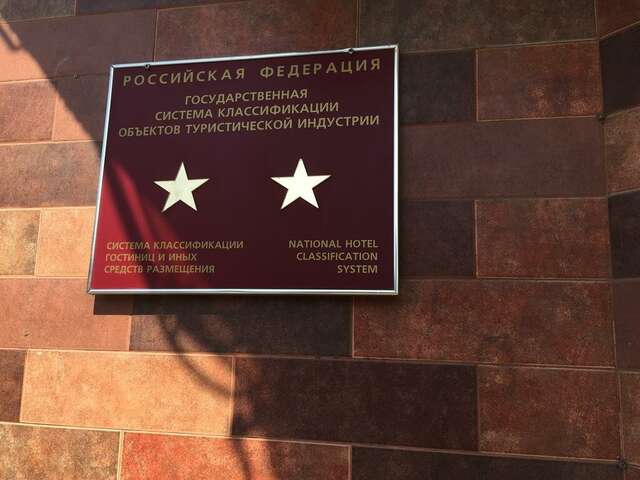 РОССИЙСКАЯ ФЕДЕРАЦИЯ
ГОСУДАРСТВЕННАЯ
СИСТЕМА КЛАССИФИКАЦИИ
ОБЪЕКТОВ ТУРИСТИЧЕСКОЙ ИНДУСТРИИ
СИСТЕМА КЛАССИФИКАЦИИ
ГОСТИНИЦ И ИНЫХ
СРЕДСТВ РАЗМЕЩЕНИЯ
NATIONAL HOTEL
CLASSIFICATION
SYSTEM